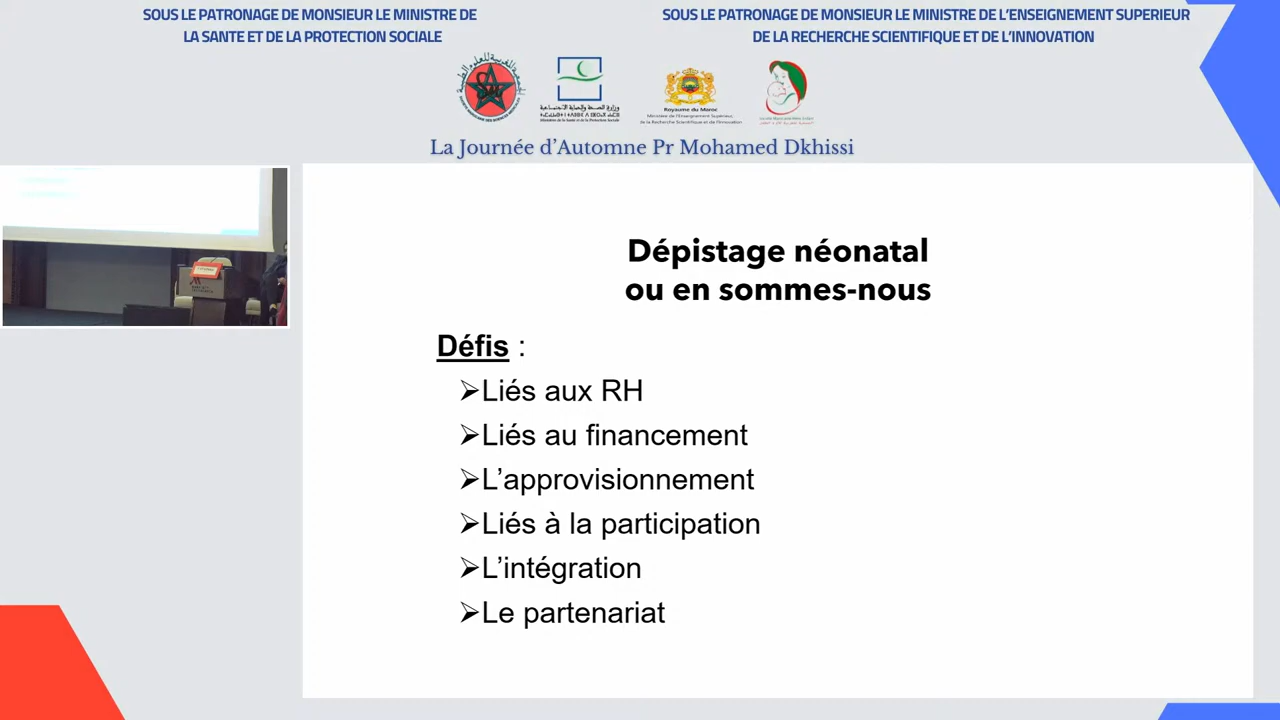 SOUS LE PATRONAGE DE MONSIEUR LE MINISTRE DE
LA SANTE ET DE LA PROTECTION SOCIALE
SOUS LE PATRONAGE DE MONSIEUR LE MINISTRE DE L'ENSEIGNEMENT SUPERIEUR
DE LA RECHERCHE SCIENTIFIQUE ET DE L'INNOVATION
Royaume du Maroc
La Journée d'Automne Pr Mohamed Dkhissi
Dépistage néonatal
ou en sommes-nous
Défis :
➢Liés aux RH
➢Liés au financement
➢L'approvisionnement
➢Liés à la participation
➢L'intégration
➢Le partenariat